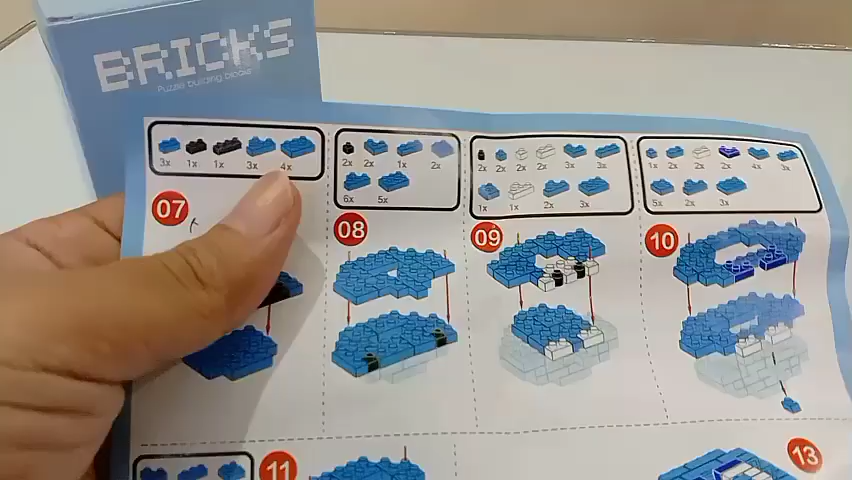 BRICKS
Puzzle building blocks
3x 1x 1x 3x 4x
2x 2x 1x 2x
6x 5x
2x 2x 2x 2x 3x 3x
1x 1x 2x 3x
1x 2x 2x 2x 4x 3x
5x 2x 3x
07
08
09
10
11
13